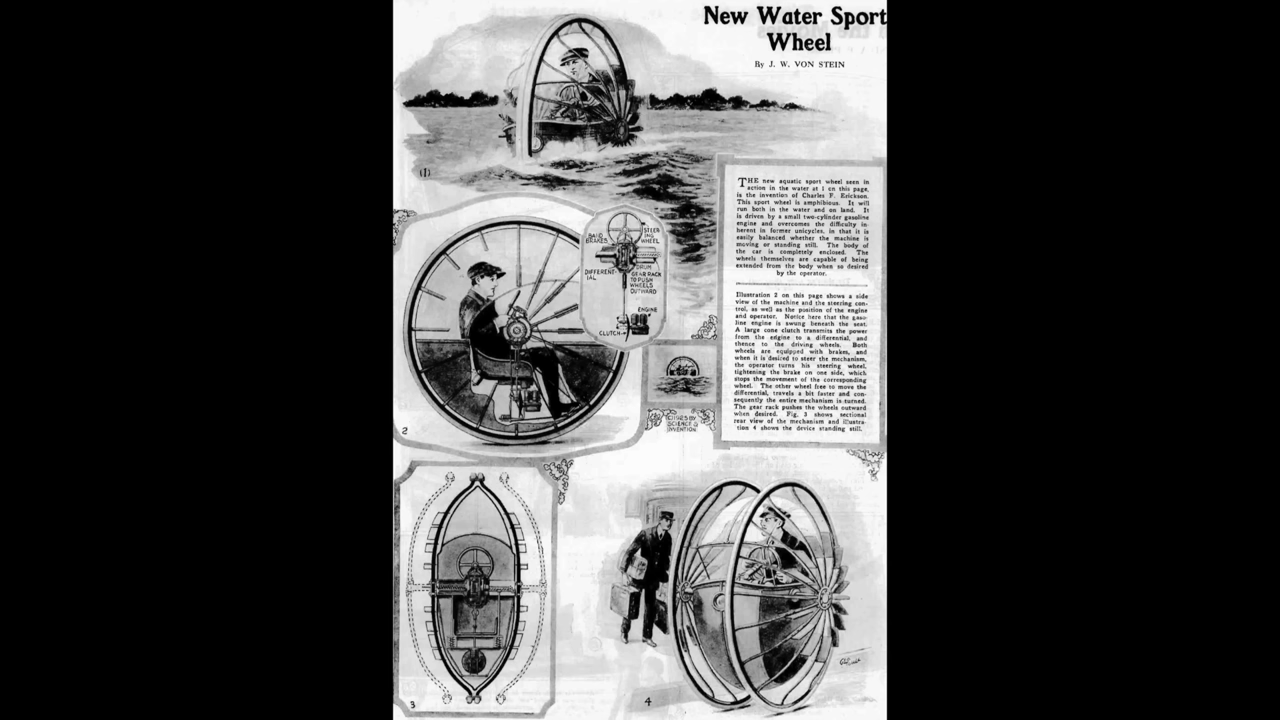 New Water Sport
Wheel
By J. W. VON STEIN
(1)
THE new aquatic sport wheel seen in
action in the water at 1 on this page,
is the invention of Charles F. Erickson.
This sport wheel is amphibious. It will
run both in the water and on land. It
is driven by a small two-cylinder gasoline
engine and overcomes the difficulty in-
herent in former unicycles, in that it is
easily balanced whether the machine is
moving or standing still. The body of
the car is completely enclosed. The
wheels themselves are capable of being
extended from the body when so desired
by the operator.
Illustration 2 on this page shows a side
view of the machine and the steering con-
trol, as well as the position of the engine
and operator. Notice here that the gaso-
line engine is swung beneath the seat.
A large cone clutch transmits the power
from the engine to a differential, and
thence to the driving wheels. Both
wheels are equipped with brakes, and
when it is desired to steer the mechanism,
the operator turns his steering wheel,
tightening the brake on one side, which
stops the movement of the corresponding
wheel. The other wheel free to move the
differential, travels a bit faster and con-
sequently the entire mechanism is turned.
The gear rack pushes the wheels outward
when desired. Fig. 3 shows sectional
rear view of the mechanism and illustra-
tion 4 shows the device standing still.
BAND
BRAKES
STEER
ING
WHEEL
DIFFERENT-
IAL
DRUM
GEAR RACK
TO PUSH
WHEELS
OUTWARD
ENGINE
CLUTCH
2
SCIENCE &
INVENTION
3
4